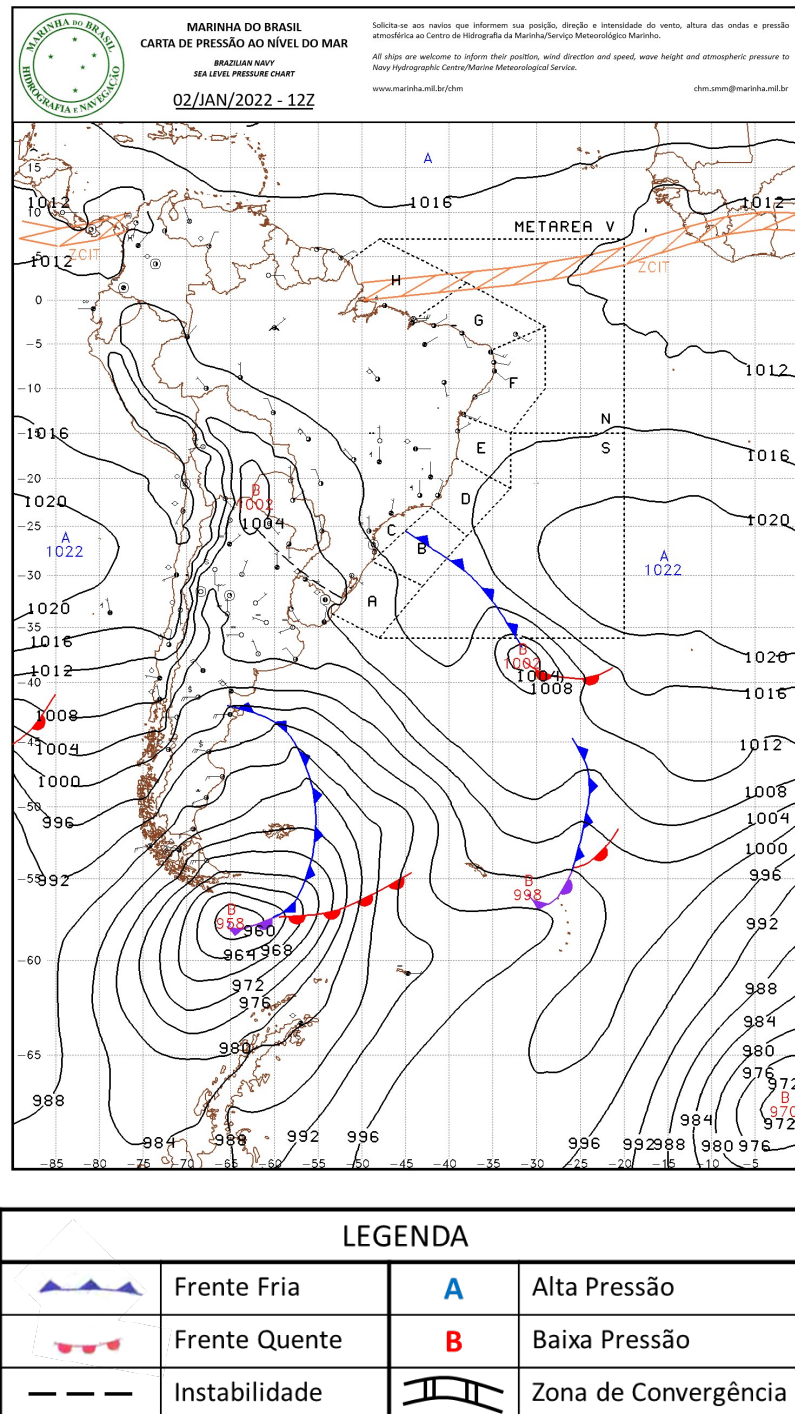 MARINHA DO BRASIL
HIDROGRAFIA E NAVEGAÇÃO
MARINHA DO BRASIL
CARTA DE PRESSÃO AO NÍVEL DO MAR
BRAZILIAN NAVY
SEA LEVEL PRESSURE CHART
02/JAN/2022 - 12Z
Solicita-se aos navios que informem sua posição, direção e intensidade do vento, altura das ondas e pressão
atmosférica ao Centro de Hidrografia da Marinha/Serviço Meteorológico Marinho.
All ships are welcome to inform their position, wind direction and speed, wave height and atmospheric pressure to
Navy Hydrographic Centre/Marine Meteorological Service.
www.marinha.mil.br/chm chm.smm@marinha.mil.br
A
15
1012 1016 1012
10
METAREA V
5
ZCIT
1012
H
ZCIT
0
G
-5
1012
F
-10
N
-15 1016
E S
1016
-20
B
1002
D
1020
1020
-25
1004
C
A
1022
B
A
1022
-30
1020
A
-35
1016
B
1002
1020
1012
1004
-40
1008
1016
1008
-45
1004
1012
1000
1008
-50
996
1004
1000
-55
992
B
998
996
B
958
960
992
964 968
-60
972
988
976
984
980
980
-65
976
972
988
B
970
984 972
984 988 992 996 996 992 988 980 976
-85 -80 -75 -70 -65 -60 -55 -50 -45 -40 -35 -30 -25 -20 -15 -10 -5
LEGENDA
Frente Fria A Alta Pressão
Frente Quente B Baixa Pressão
Instabilidade Zona de Convergência